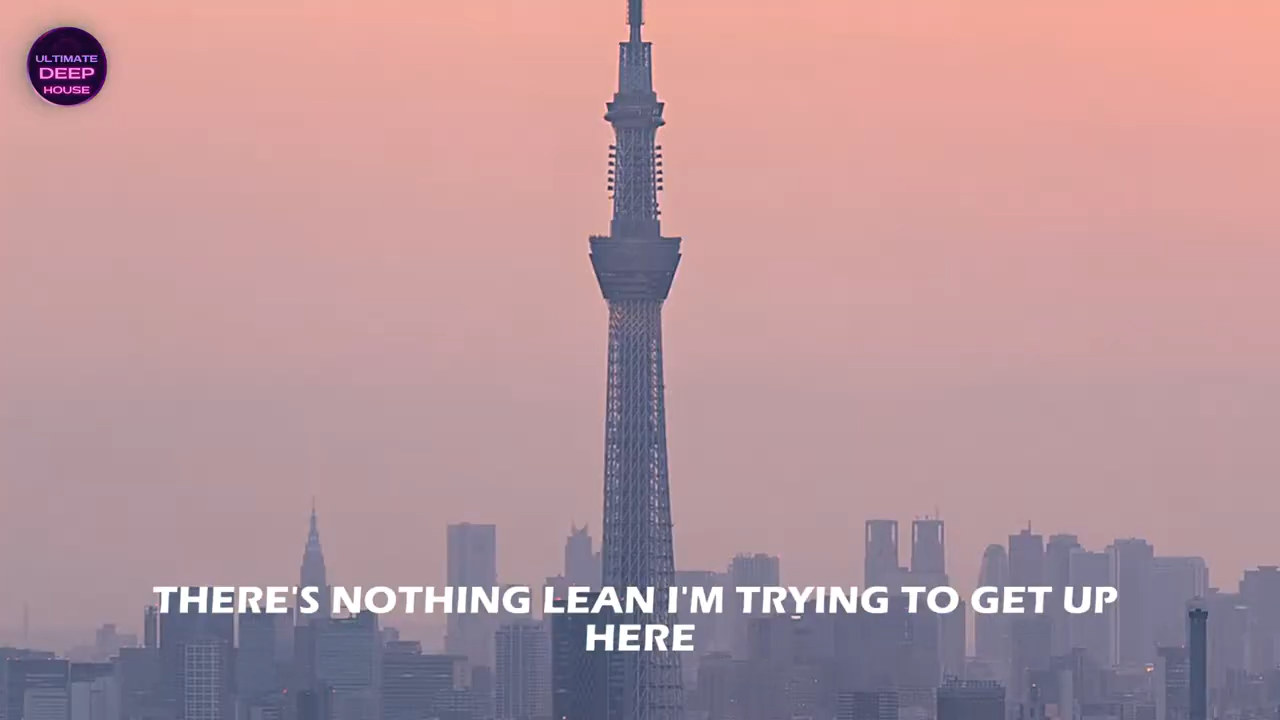 ULTIMATE
DEEP
HOUSE
THERE'S NOTHING LEAN I'M TRYING TO GET UP
HERE